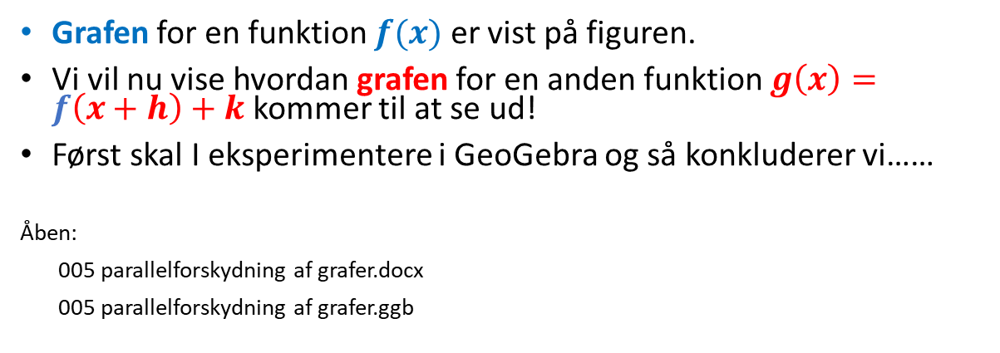 • Grafen for en funktion f(x) er vist på figuren.
• Vi vil nu vise hvordan grafen for en anden funktion g(x) =
f(x + h) + k kommer til at se ud!
• Først skal I eksperimentere i GeoGebra og så konkluderer vi……
Åben:
005 parallelforskydning af grafer.docx
005 parallelforskydning af grafer.ggb